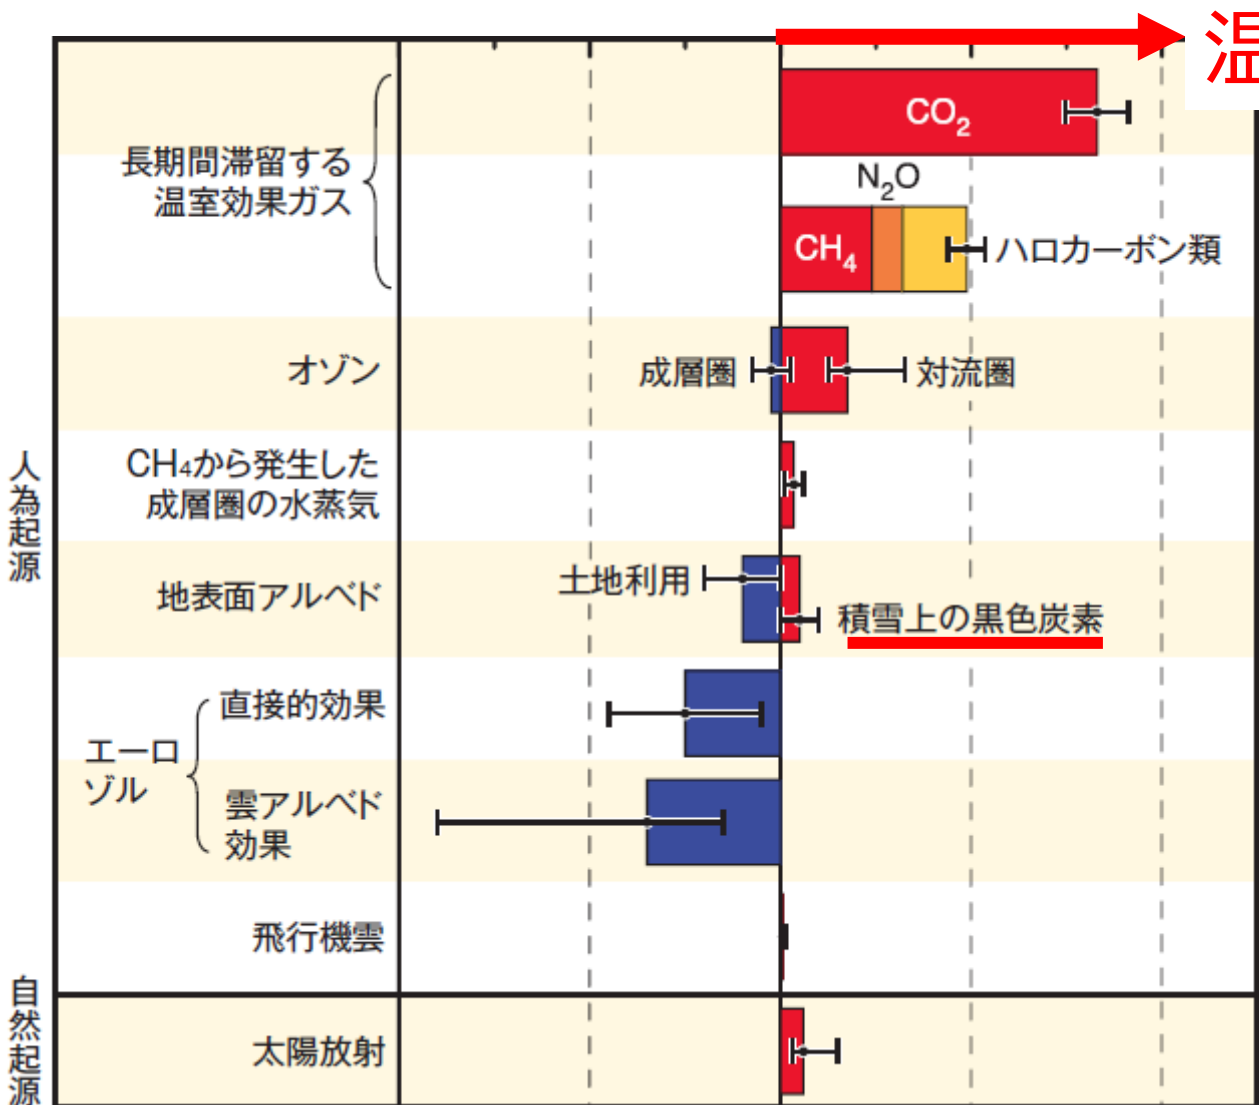 温
CO₂
長期間滞留する
温室効果ガス
N₂O
CH₄
ハロカーボン類
オゾン
成層圏
対流圏
人為起源
CH₄から発生した
成層圏の水蒸気
地表面アルベド
土地利用
積雪上の黒色炭素
エーロ
ゾル
直接的効果
雲アルベド
効果
飛行機雲
自然起源
太陽放射